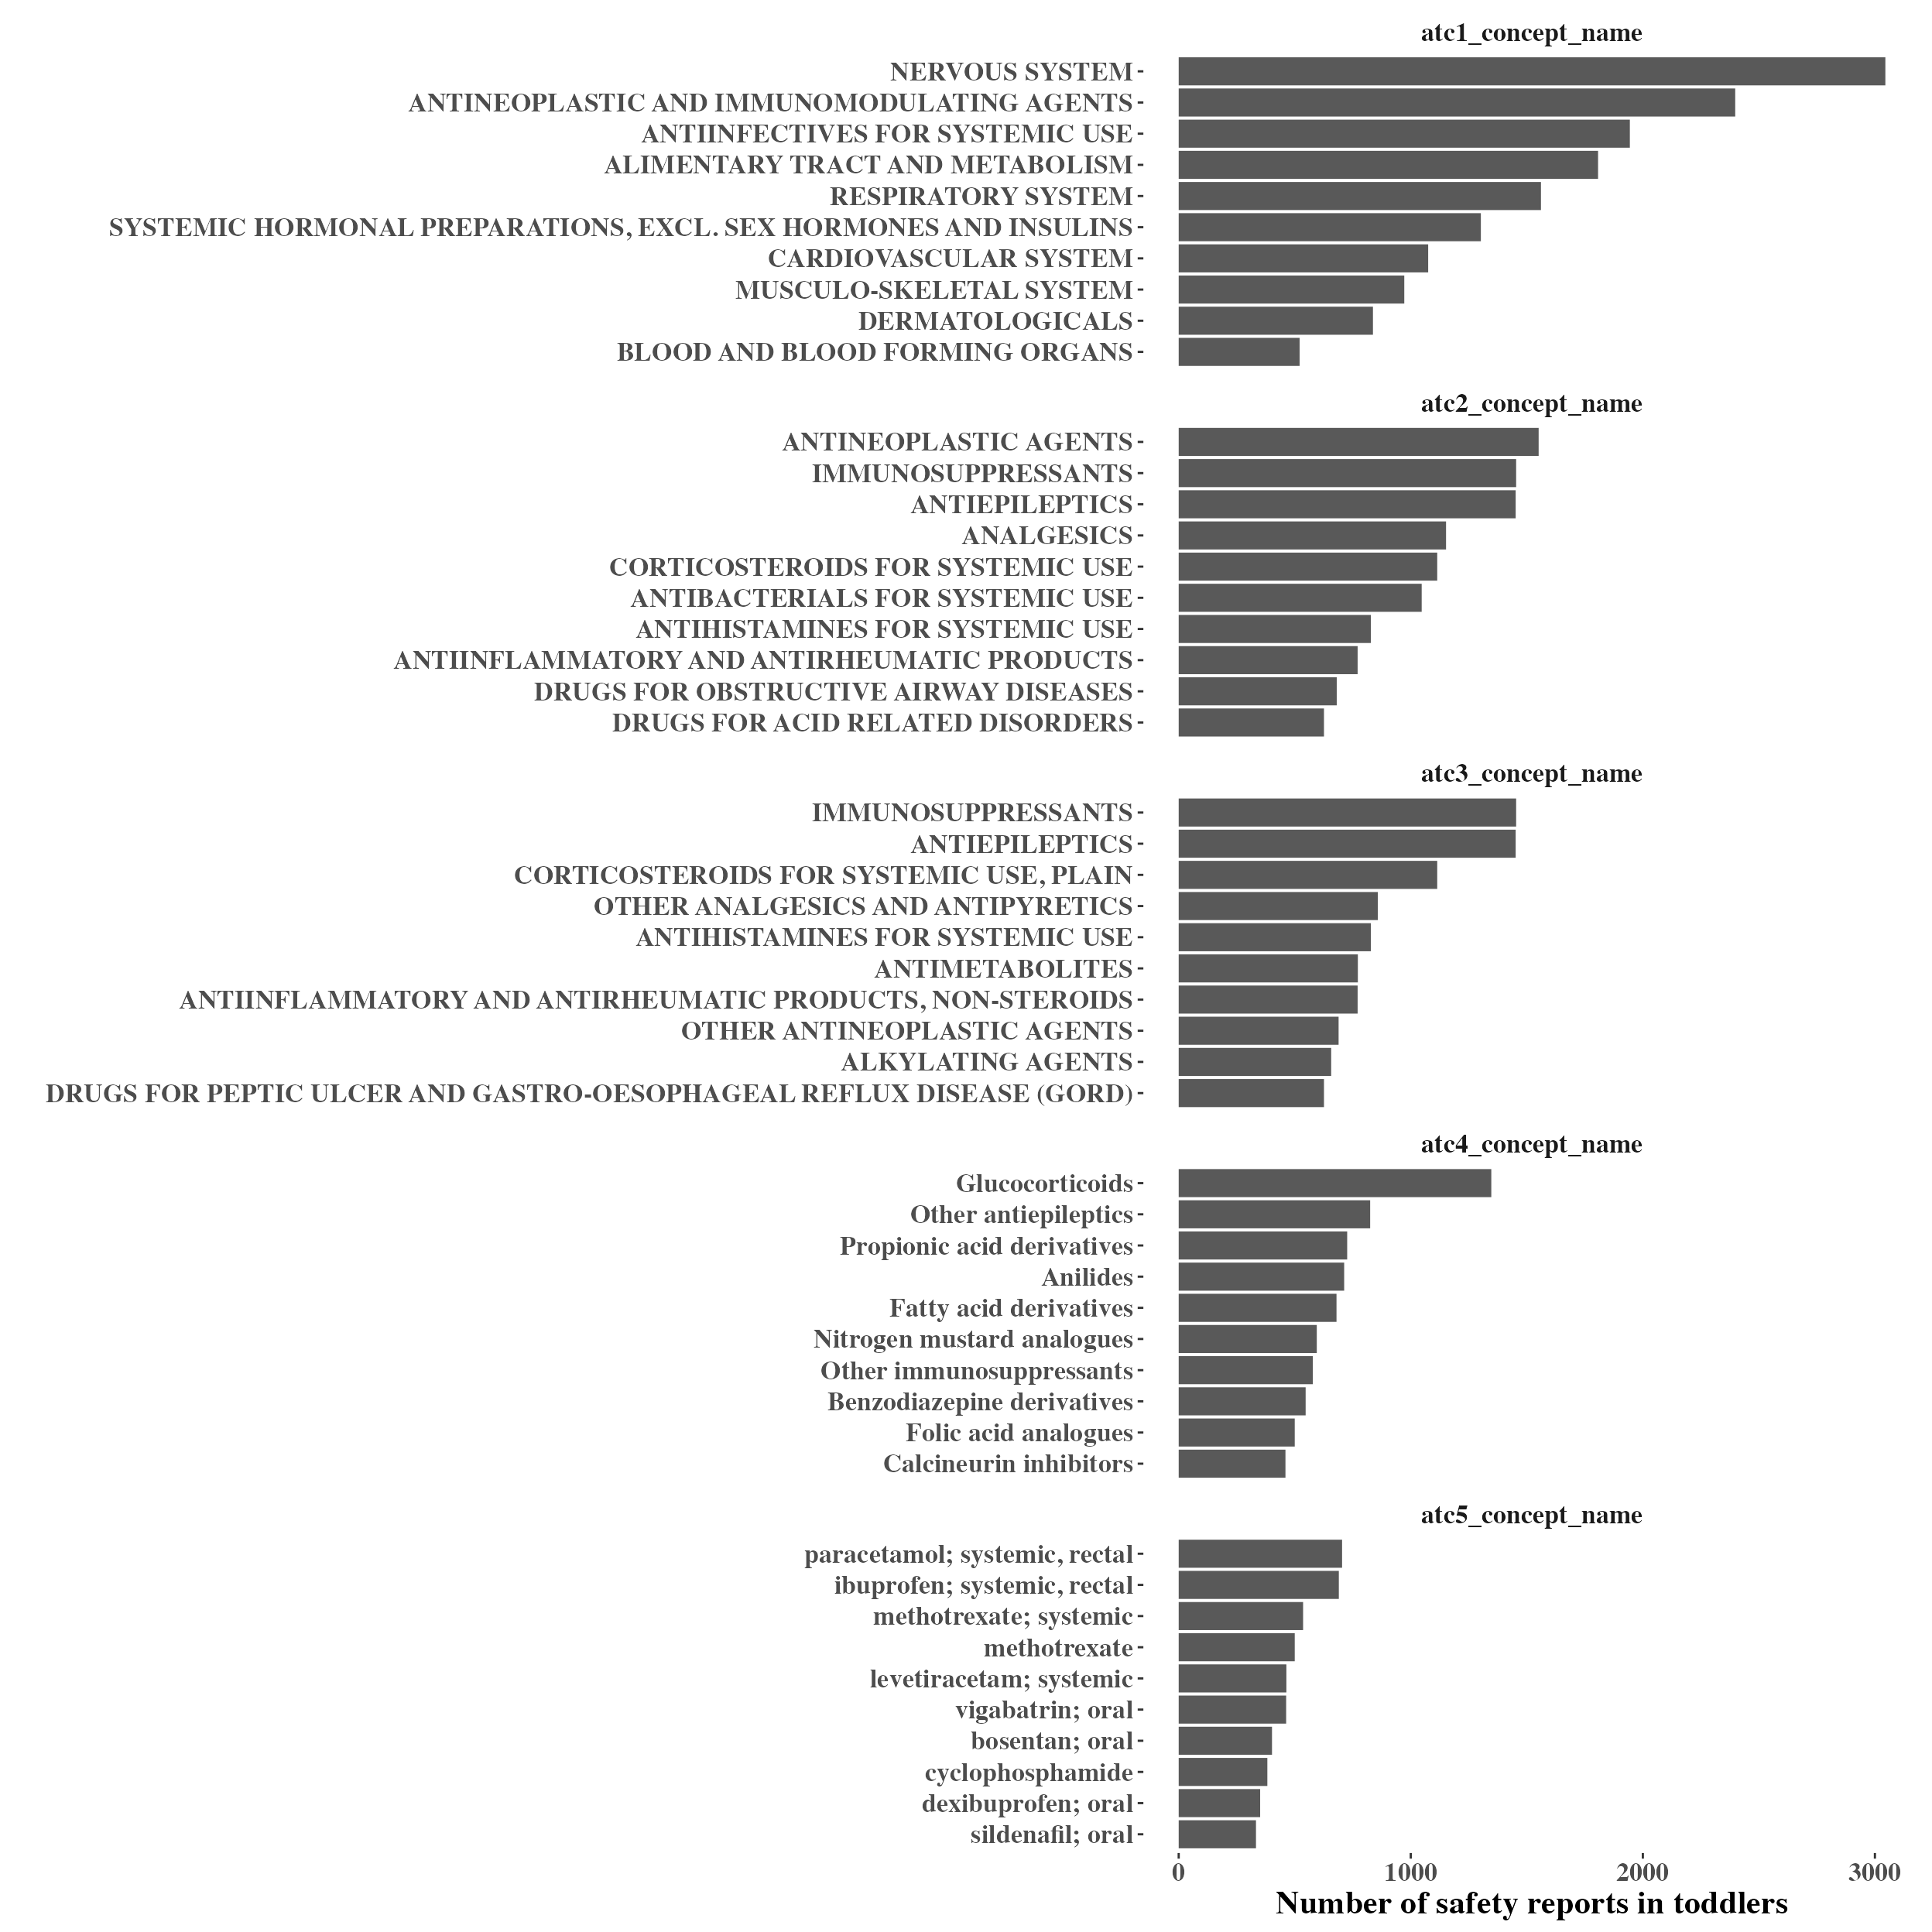 atc1_concept_name
NERVOUS SYSTEM
ANTINEOPLASTIC AND IMMUNOMODULATING AGENTS
ANTIINFECTIVES FOR SYSTEMIC USE
ALIMENTARY TRACT AND METABOLISM
RESPIRATORY SYSTEM
SYSTEMIC HORMONAL PREPARATIONS, EXCL. SEX HORMONES AND INSULINS
CARDIOVASCULAR SYSTEM
MUSCULO-SKELETAL SYSTEM
DERMATOLOGICALS
BLOOD AND BLOOD FORMING ORGANS
atc2_concept_name
ANTINEOPLASTIC AGENTS
IMMUNOSUPPRESSANTS
ANTIEPILEPTICS
ANALGESICS
CORTICOSTEROIDS FOR SYSTEMIC USE
ANTIBACTERIALS FOR SYSTEMIC USE
ANTIHISTAMINES FOR SYSTEMIC USE
ANTIINFLAMMATORY AND ANTIRHEUMATIC PRODUCTS
DRUGS FOR OBSTRUCTIVE AIRWAY DISEASES
DRUGS FOR ACID RELATED DISORDERS
atc3_concept_name
IMMUNOSUPPRESSANTS
ANTIEPILEPTICS
CORTICOSTEROIDS FOR SYSTEMIC USE, PLAIN
OTHER ANALGESICS AND ANTIPYRETICS
ANTIHISTAMINES FOR SYSTEMIC USE
ANTIMETABOLITES
ANTIINFLAMMATORY AND ANTIRHEUMATIC PRODUCTS, NON-STEROIDS
OTHER ANTINEOPLASTIC AGENTS
ALKYLATING AGENTS
DRUGS FOR PEPTIC ULCER AND GASTRO-OESOPHAGEAL REFLUX DISEASE (GORD)
atc4_concept_name
Glucocorticoids
Other antiepileptics
Propionic acid derivatives
Anilides
Fatty acid derivatives
Nitrogen mustard analogues
Other immunosuppressants
Benzodiazepine derivatives
Folic acid analogues
Calcineurin inhibitors
atc5_concept_name
paracetamol; systemic, rectal
ibuprofen; systemic, rectal
methotrexate; systemic
methotrexate
levetiracetam; systemic
vigabatrin; oral
bosentan; oral
cyclophosphamide
dexibuprofen; oral
sildenafil; oral
0 1000 2000 3000
Number of safety reports in toddlers